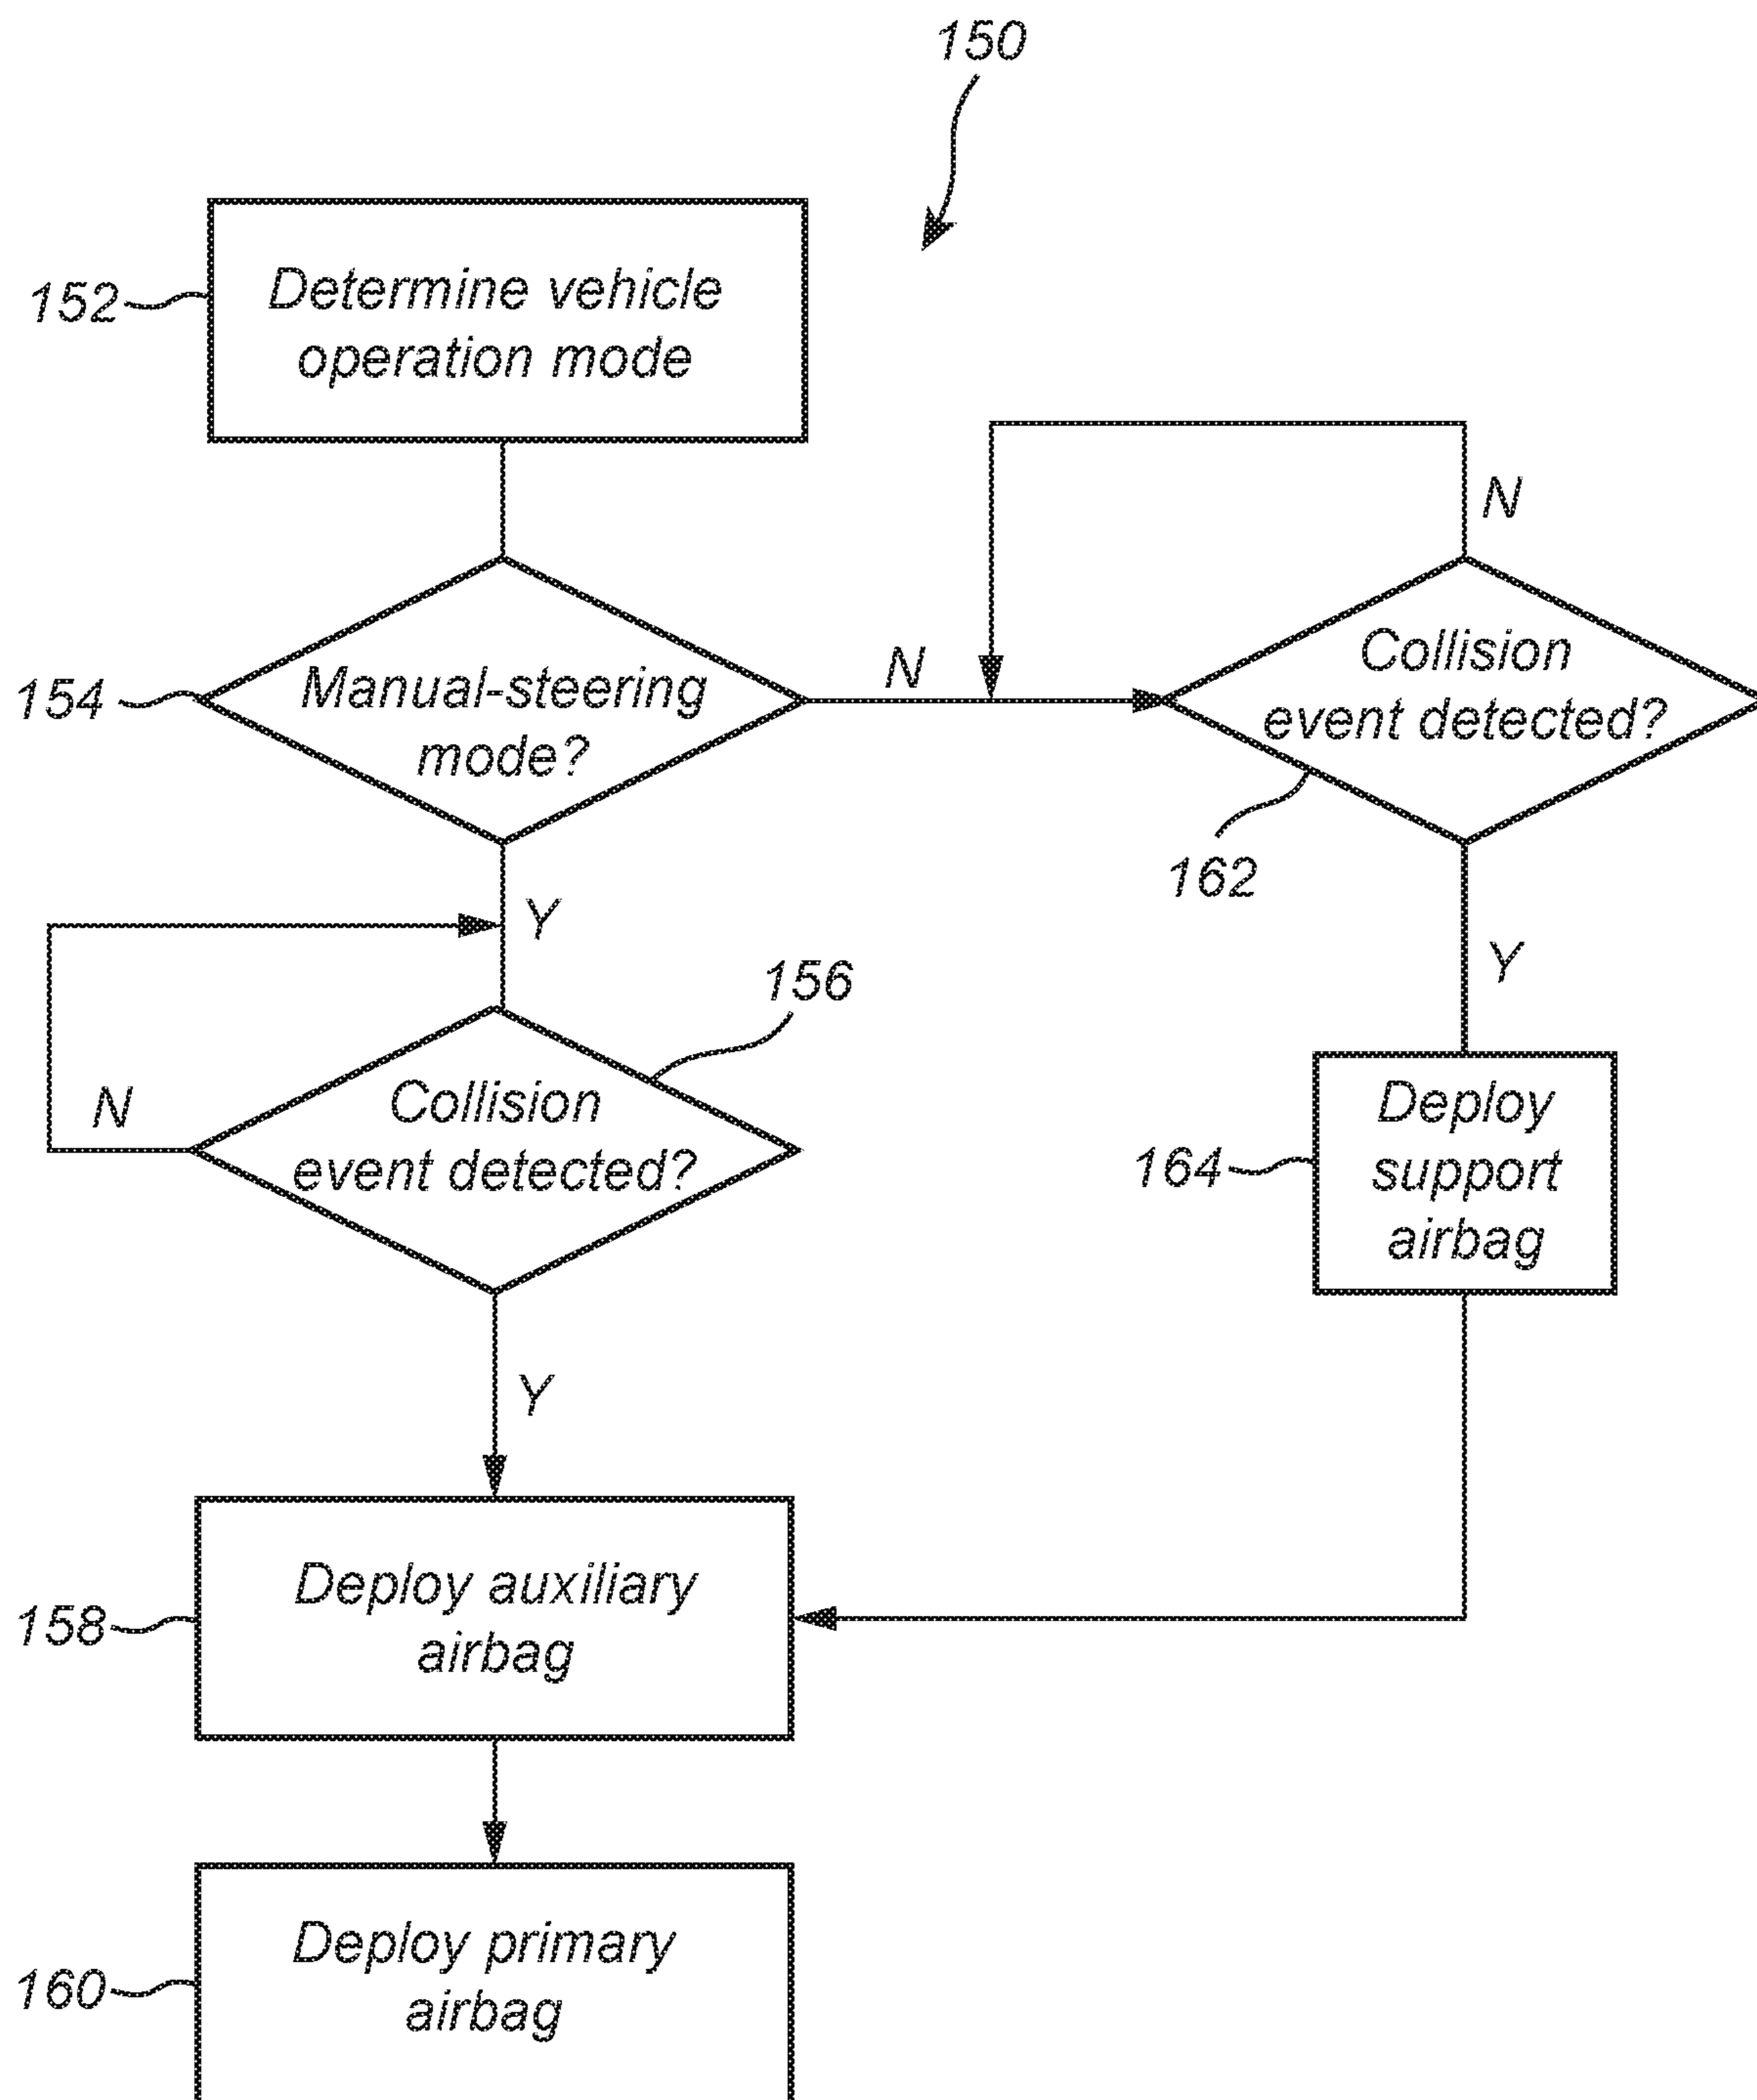 150
152
Determine vehicle
operation mode
N
154
Manual-steering
mode?
N
Collision
event detected?
162
Y
156
Y
N
Collision
event detected?
164
Deploy
support
airbag
Y
158
Deploy auxiliary
airbag
160
Deploy primary
airbag